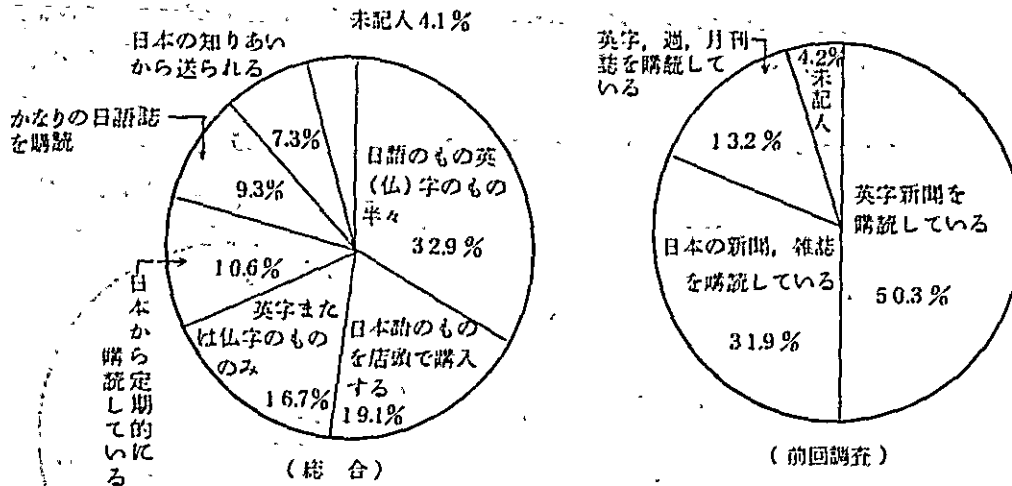 未記入 4.1%
日本の知りあい
から送られる
かなりの日語誌
を購読
7.3%
9.3%
10.6%
日本から定期的に
購読している
日語のもの英
(仏)字のもの
半々
32.9%
英字また
は仏字のもの
のみ
16.7%
日本語のもの
を店頭で購入
する
19.1%
(総 合)
英字,週,月刊
誌を購読して
いる
4.2%
未記入
13.2%
英字新聞を
購読している
50.3%
日本の新聞,雑誌
を購読している
31.9%
(前回調査)